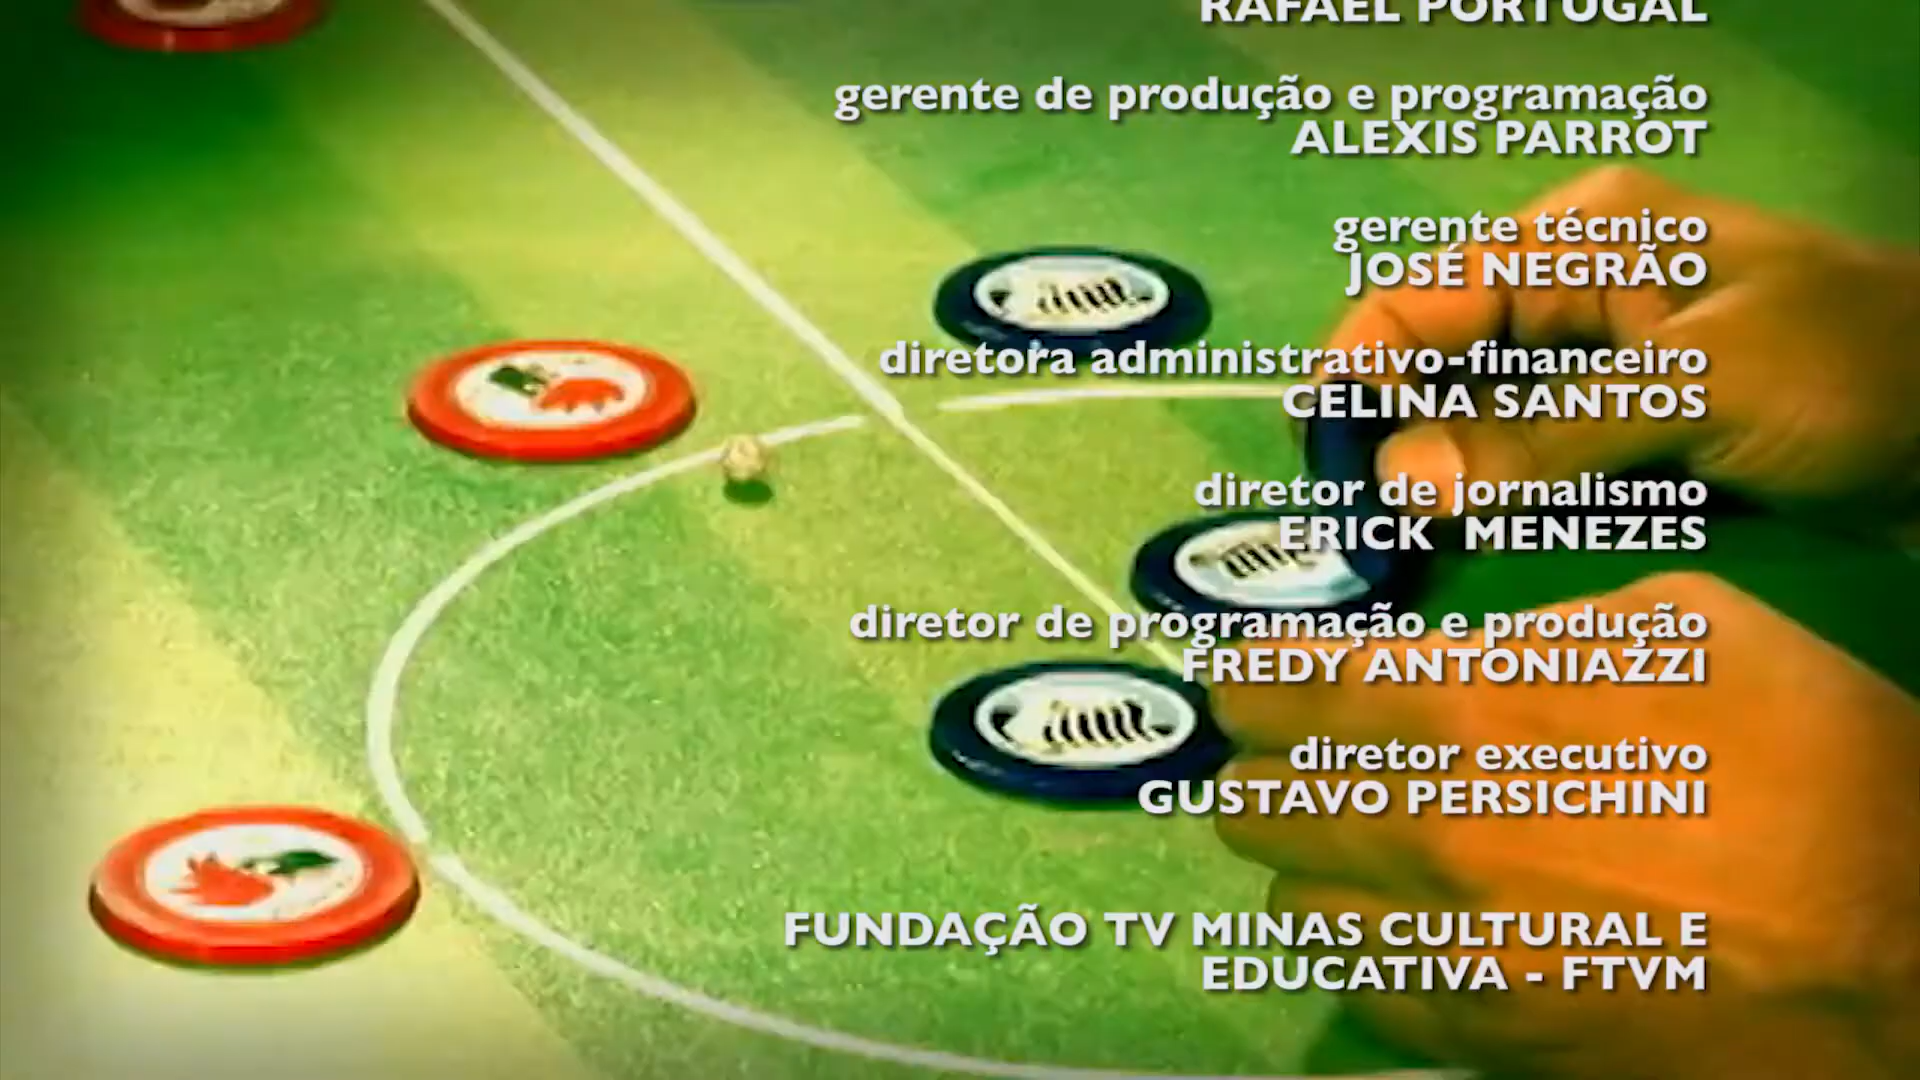 RAFAEL PORTUGAL
gerente de produção e programação
ALEXIS PARROT
gerente técnico
JOSÉ NEGRÃO
diretora administrativo-financeiro
CELINA SANTOS
diretor de jornalismo
ERICK MENEZES
diretor de programação e produção
FREDY ANTONIAZZI
diretor executivo
GUSTAVO PERSICHINI
FUNDAÇÃO TV MINAS CULTURAL E
EDUCATIVA - FTVM